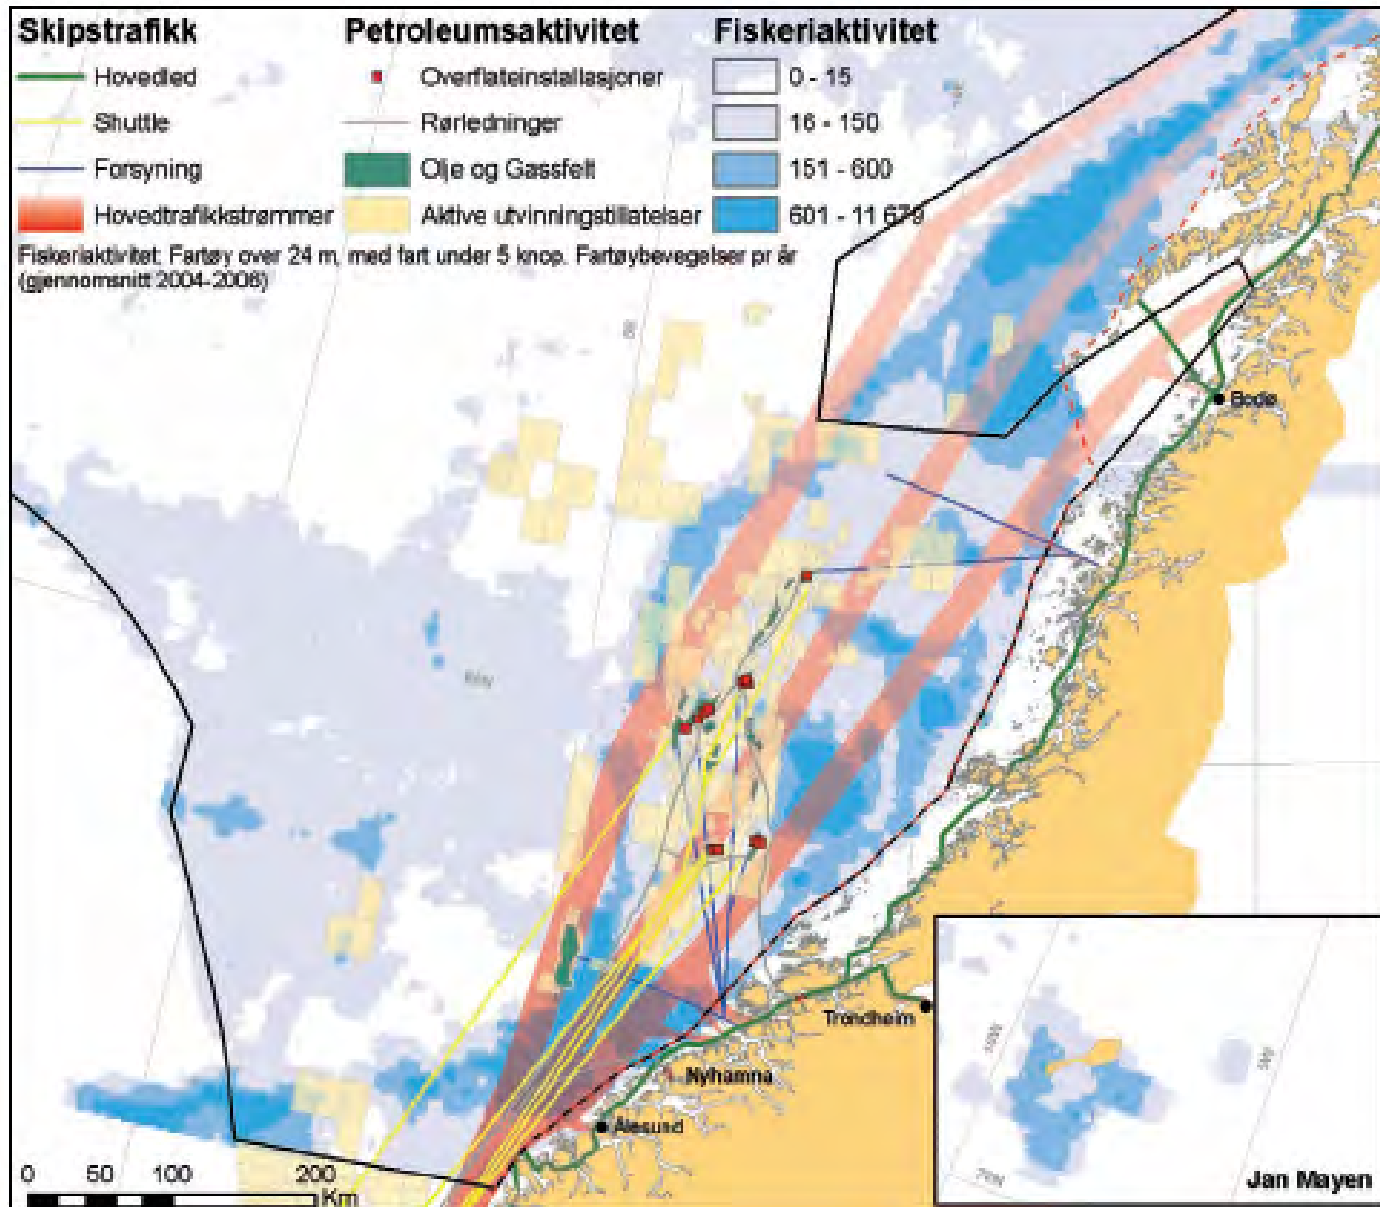 Skipstrafikk
Hovedled
Shuttle
Forsyning
Hovedtrafikkstrømmer
Petroleumsaktivitet
Overflateinstallasjoner
Rørledninger
Olje og Gassfelt
Aktive utvinningstillatelser
Fiskeriaktivitet
0 - 15
16 - 150
151 - 600
601 - 11 679
Fiskeriaktivitet: Fartøy over 24 m, med fart under 5 knop. Fartøybevegelser pr år
(gjennomsnitt 2004-2006)
Bodø
Trondheim
Nyhamna
Ålesund
0 50 100 200
Km
Jan Mayen